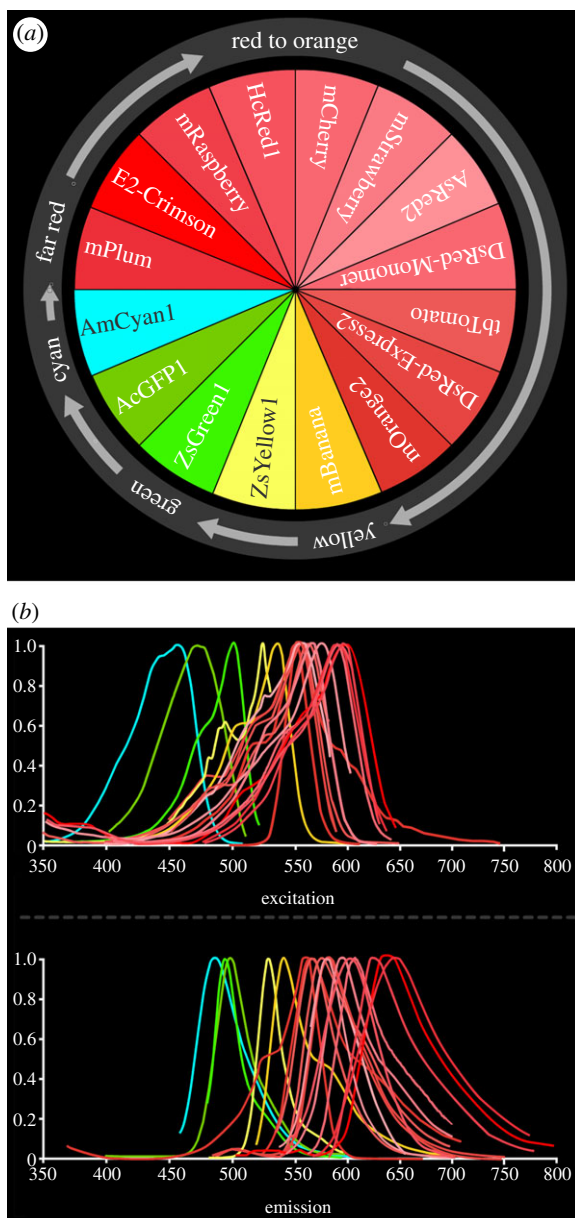 (a)
red to orange
HcRed1
mCherry
mStrawberry
AsRed2
DsRed-Monomer
tbTomato
DsRed-Express2
mOrange2
mBanana
ZsYellow1
ZsGreen1
AcGFP1
AmCyan1
mPlum
E2-Crimson
mRaspberry
yellow
green
cyan
far red
(b)
1.0
0.8
0.6
0.4
0.2
0
350 400 450 500 550 600 650 700 750 800
excitation
1.0
0.8
0.6
0.4
0.2
0
350 400 450 500 550 600 650 700 750 800
emission